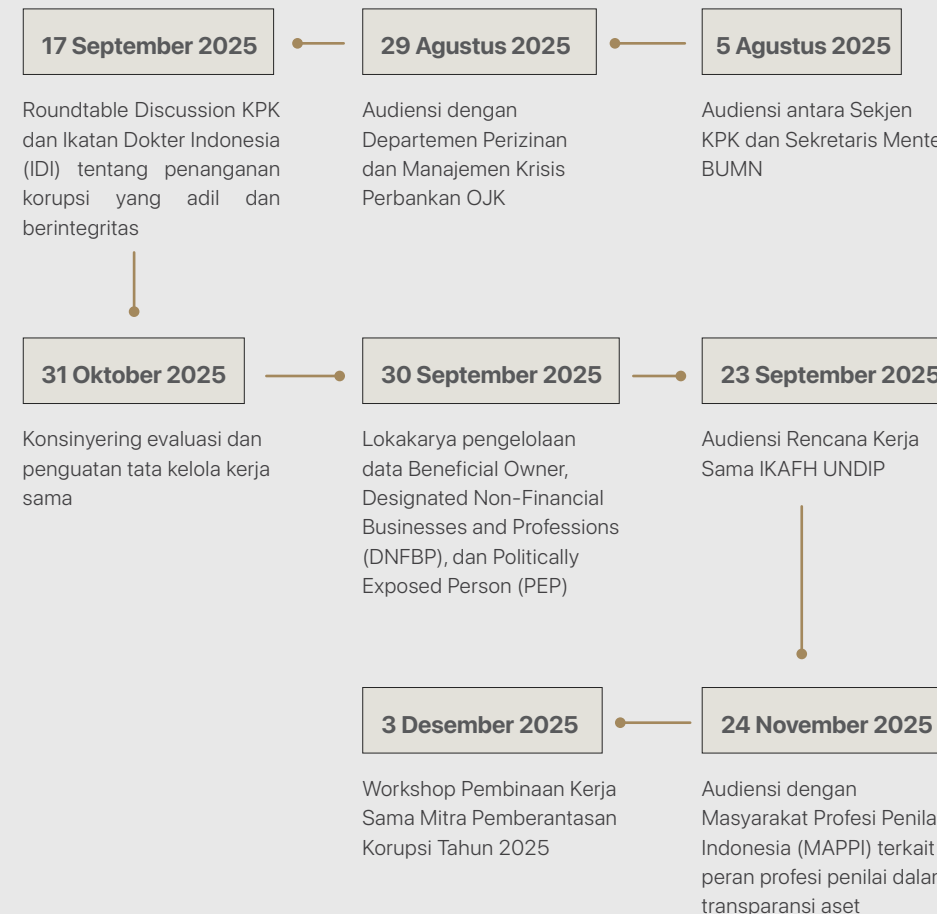 17 September 2025
Roundtable Discussion KPK
dan Ikatan Dokter Indonesia
(IDI) tentang penanganan
korupsi yang adil dan
berintegritas
29 Agustus 2025
Audiensi dengan
Departemen Perizinan
dan Manajemen Krisis
Perbankan OJK
5 Agustus 2025
Audiensi antara Sekjen
KPK dan Sekretaris
BUMN
31 Oktober 2025
Konsinyering evaluasi dan
penguatan tata kelola kerja
sama
30 September 2025
Lokakarya pengelolaan
data Beneficial Owner,
Designated Non-Financial
Businesses and Professions
(DNFBP), dan Politically
Exposed Person (PEP)
23 September 2025
Audiensi Rencana Kerja
Sama IKAFH UNDIP
3 Desember 2025
Workshop Pembinaan Kerja
Sama Mitra Pemberantasan
Korupsi Tahun 2025
24 November 2025
Audiensi dengan
Masyarakat Profesi
Indonesia (MAPPI) terkait
peran profesi penilai
transparansi aset